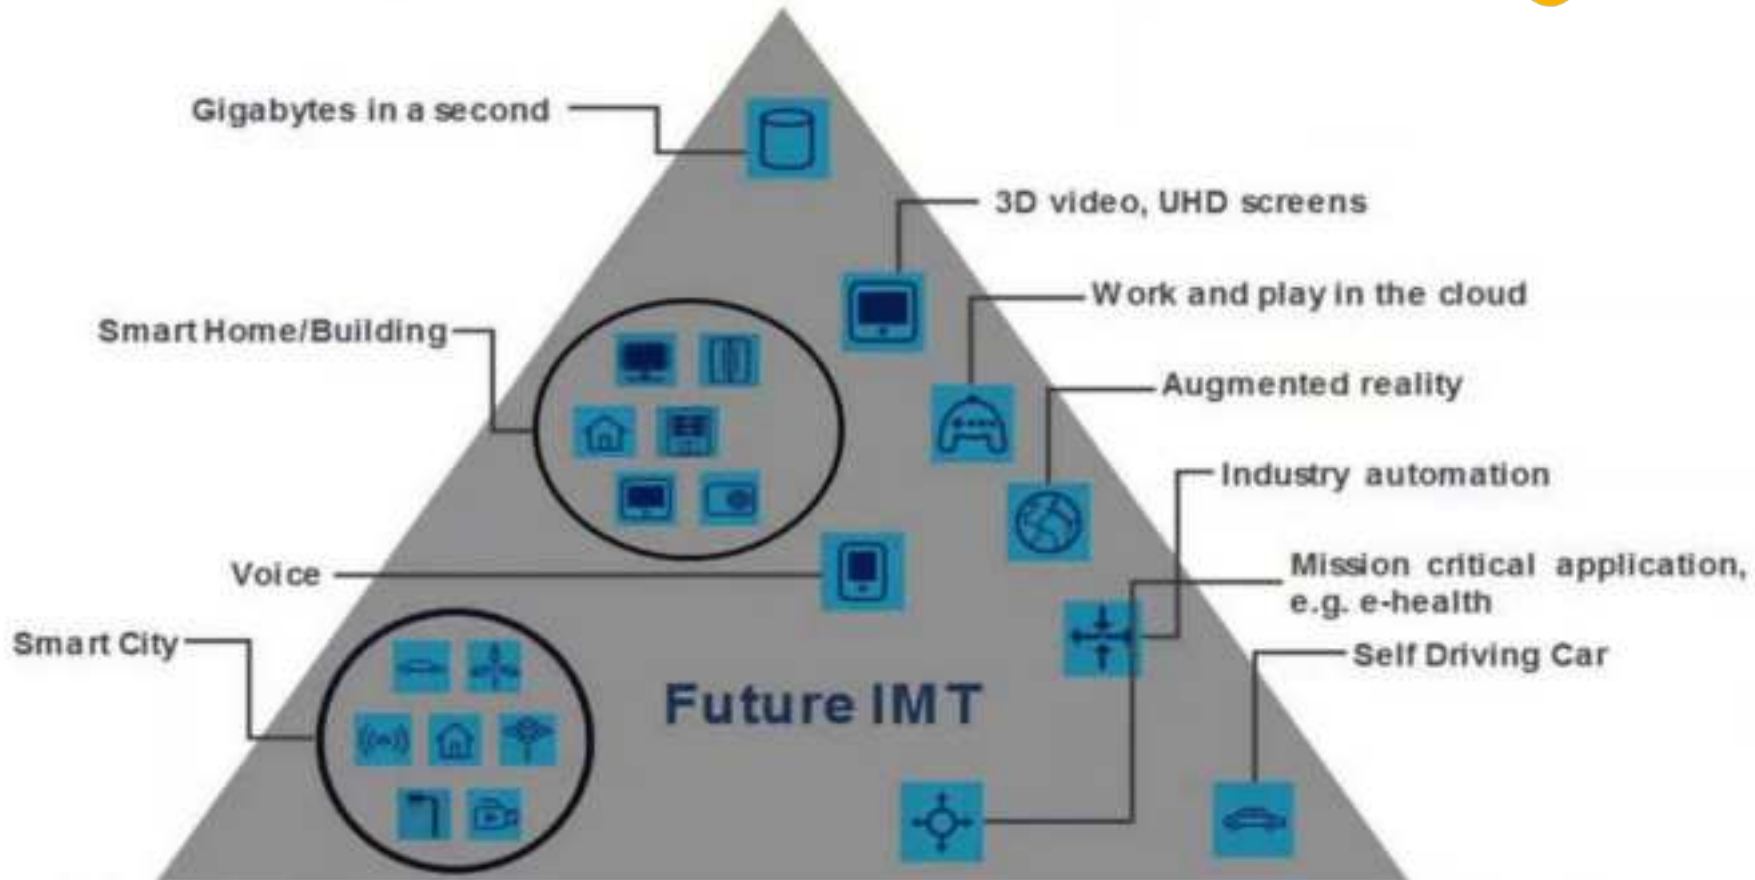 Gigabytes in a second
3D video, UHD screens
Work and play in the cloud
Smart Home/Building
Augmented reality
Industry automation
Mission critical application,
e.g. e-health
Voice
Smart City
Self Driving Car
Future IMT